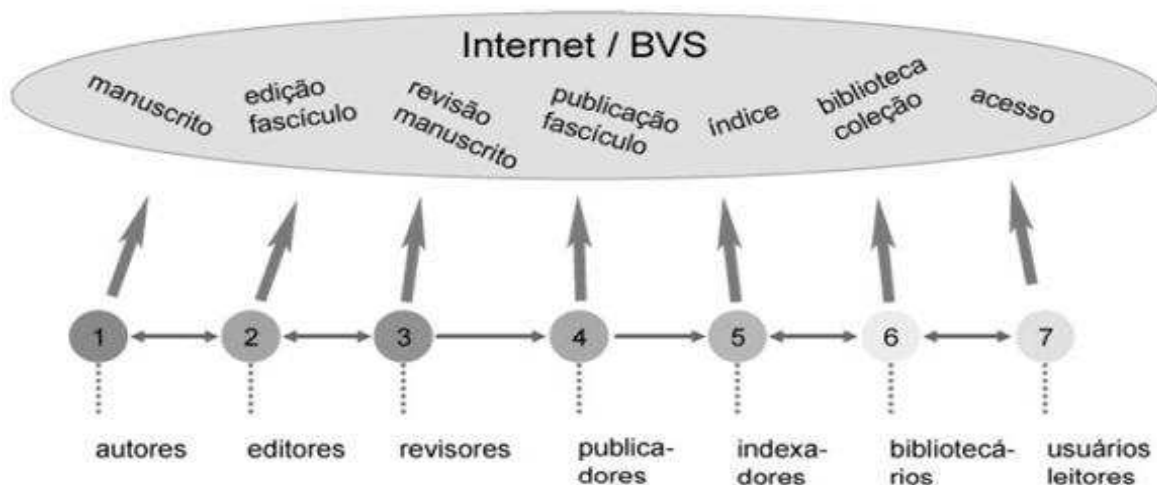 Internet / BVS
manuscrito
edição
fascículo
revisão
manuscrito
publicação
fascículo
índice
biblioteca
coleção
acesso
1
2
3
4
5
6
7
autores
editores
revisores
publica-
dores
indexa-
dores
bibliotecá-
rios
usuários
leitores